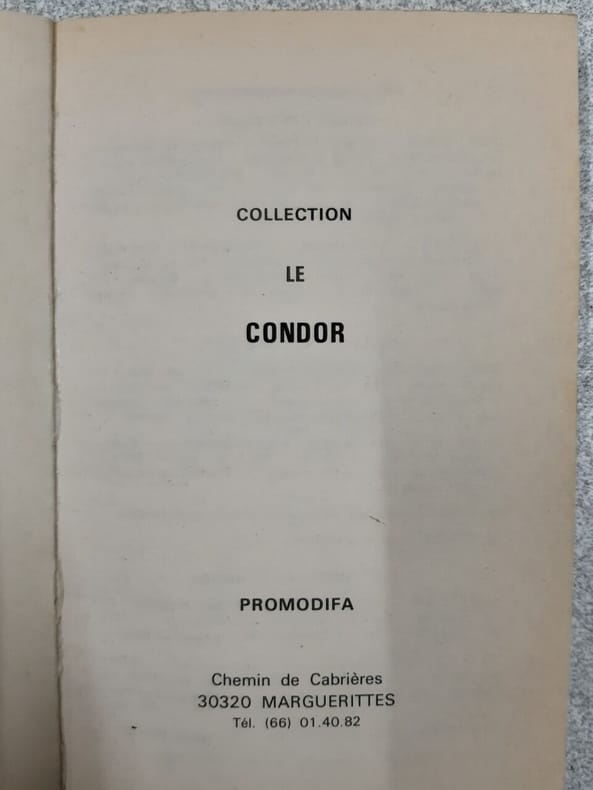 COLLECTION
LE
CONDOR
PROMODIFA
Chemin de Cabrières
30320 MARGUERITTES
Tél. (66) 01.40.82